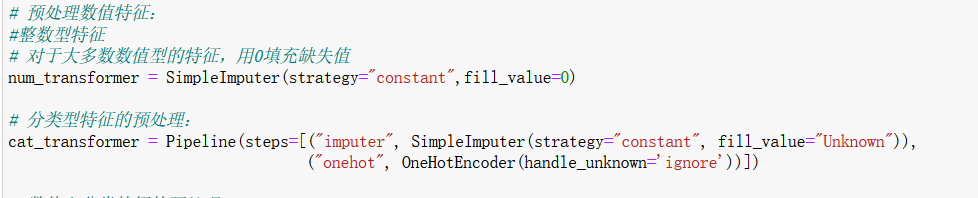 # 预处理数值特征：
#整数型特征
# 对于大多数数值型的特征，用0填充缺失值
num_transformer = SimpleImputer(strategy="constant",fill_value=0)
# 分类型特征的预处理：
cat_transformer = Pipeline(steps=[("imputer", SimpleImputer(strategy="constant", fill_value="Unknown")),
("onehot", OneHotEncoder(handle_unknown='ignore'))])